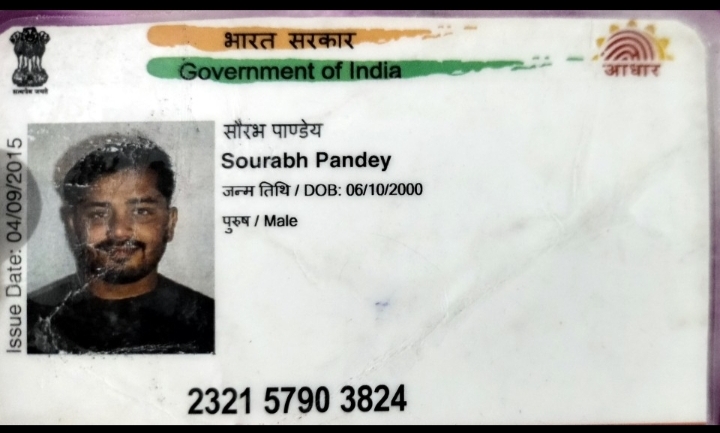 भारत सरकार
Government of India
सत्यमेव जयते
आधार
Issue Date: 04/09/2015
सौरभ पाण्डेय
Sourabh Pandey
जन्म तिथि / DOB: 06/10/2000
पुरुष / Male
2321 5790 3824